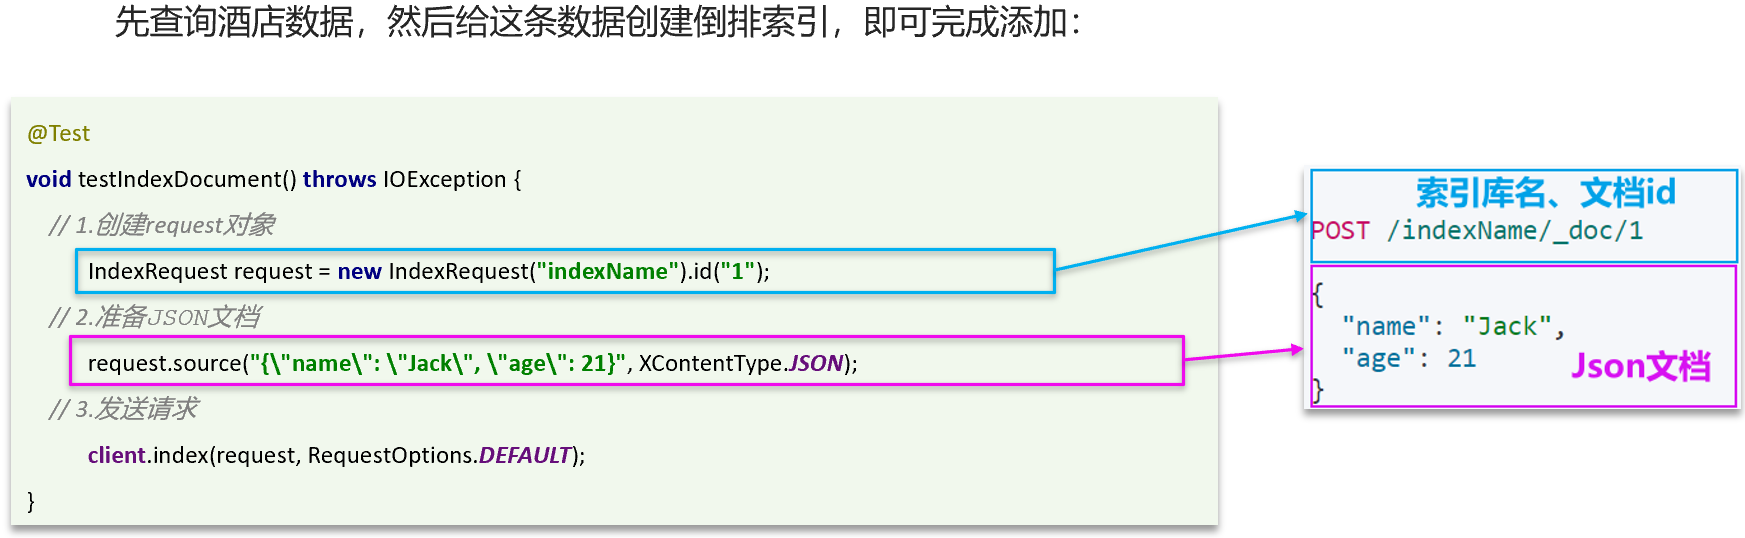 先查询酒店数据，然后给这条数据创建倒排索引，即可完成添加：
@Test
void testIndexDocument() throws IOException {
// 1.创建request对象
IndexRequest request = new IndexRequest("indexName").id("1");
// 2.准备JSON文档
request.source("{\"name\": \"Jack\", \"age\": 21}", XContentType.JSON);
// 3.发送请求
client.index(request, RequestOptions.DEFAULT);
}
索引库名、文档id
POST /indexName/_doc/1
{
"name": "Jack",
"age": 21
Json文档
}